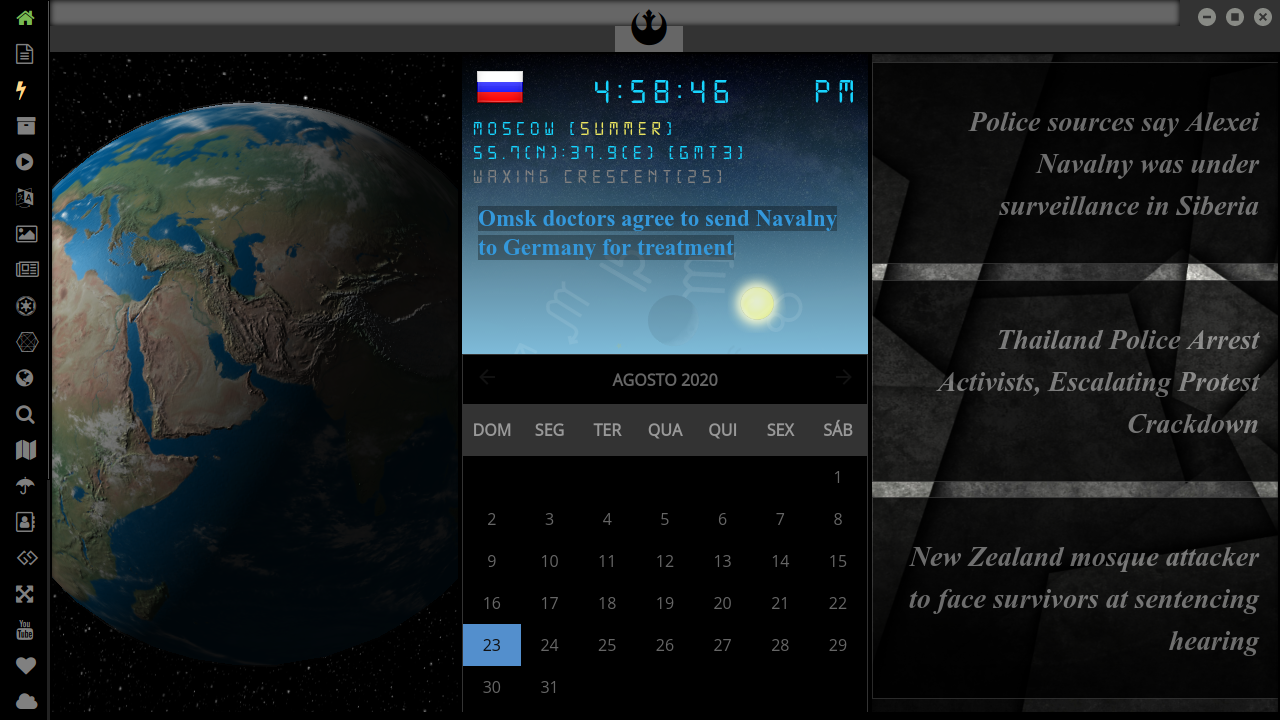 4:58:46 PM
MOSCOW (SUMMER)
55.7(N):37.9(E) (GMT3)
WAXING CRESCENT(25)
Omsk doctors agree to send Navalny
to Germany for treatment
AGOSTO 2020
DOM SEG TER QUA QUI SEX SÁB
1
2 3 4 5 6 7 8
9 10 11 12 13 14 15
16 17 18 19 20 21 22
23 24 25 26 27 28 29
30 31
Police sources say Alexei
Navalny was under
surveillance in Siberia
Thailand Police Arrest
Activists, Escalating Protest
Crackdown
New Zealand mosque attacker
to face survivors at sentencing
hearing
You
Tube